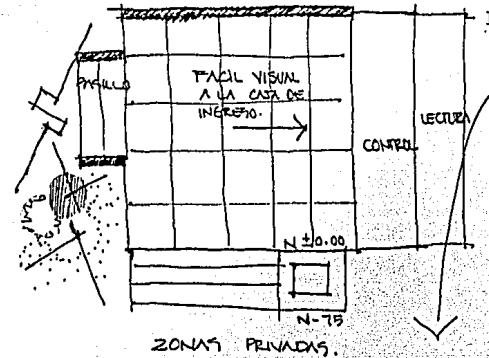 PASILLO
FACIL VISUAL
A LA CAJA DE
INGRESO.
CONTROL
LECTURA
N ±0.00
N-75
ZONAS PRIVADAS.